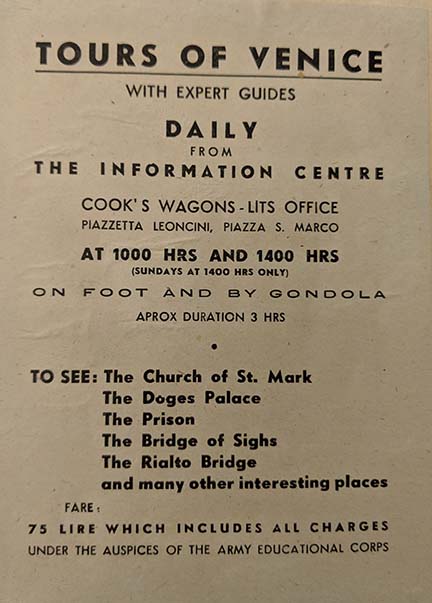 TOURS OF VENICE
WITH EXPERT GUIDES
DAILY
FROM
THE INFORMATION CENTRE
COOK'S WAGONS - LITS OFFICE
PIAZZETTA LEONCINI, PIAZZA S. MARCO
AT 1000 HRS AND 1400 HRS
(SUNDAYS AT 1400 HRS ONLY)
ON FOOT AND BY GONDOLA
APROX DURATION 3 HRS
•
TO SEE: The Church of St. Mark
The Doges Palace
The Prison
The Bridge of Sighs
The Rialto Bridge
and many other interesting places
FARE:
75 LIRE WHICH INCLUDES ALL CHARGES
UNDER THE AUSPICES OF THE ARMY EDUCATIONAL CORPS